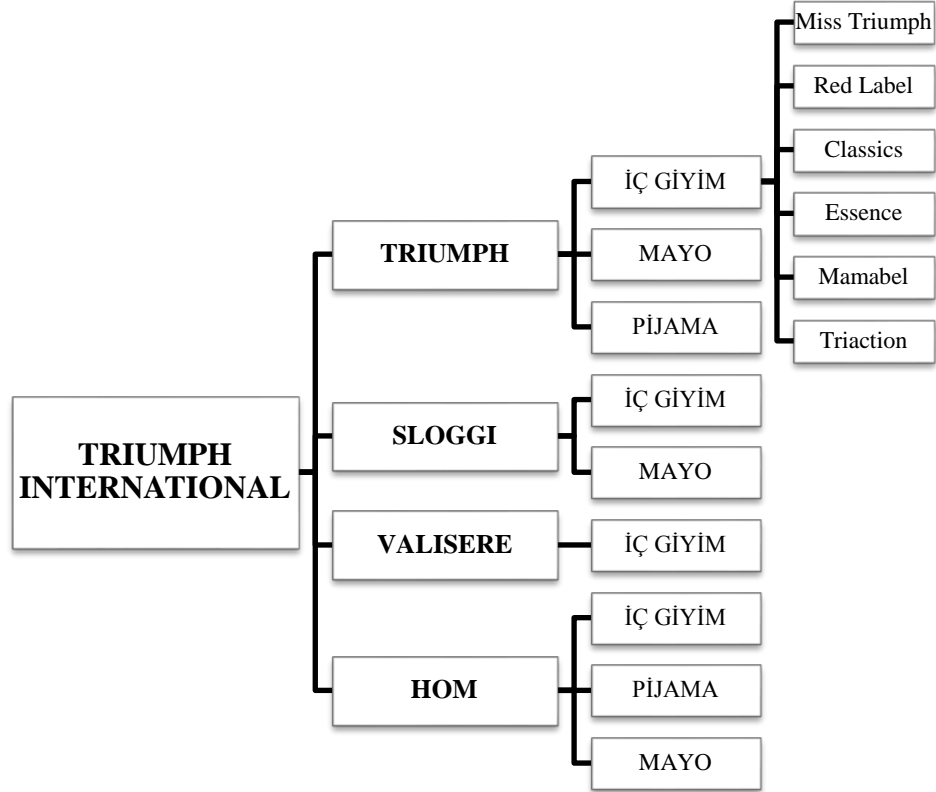 Miss Triumph
Red Label
Classics
İÇ GİYİM
Essence
TRIUMPH
MAYO
Mamabel
PİJAMA
Triaction
İÇ GİYİM
SLOGGI
TRIUMPH
INTERNATIONAL
MAYO
VALISERE
İÇ GİYİM
İÇ GİYİM
HOM
PİJAMA
MAYO